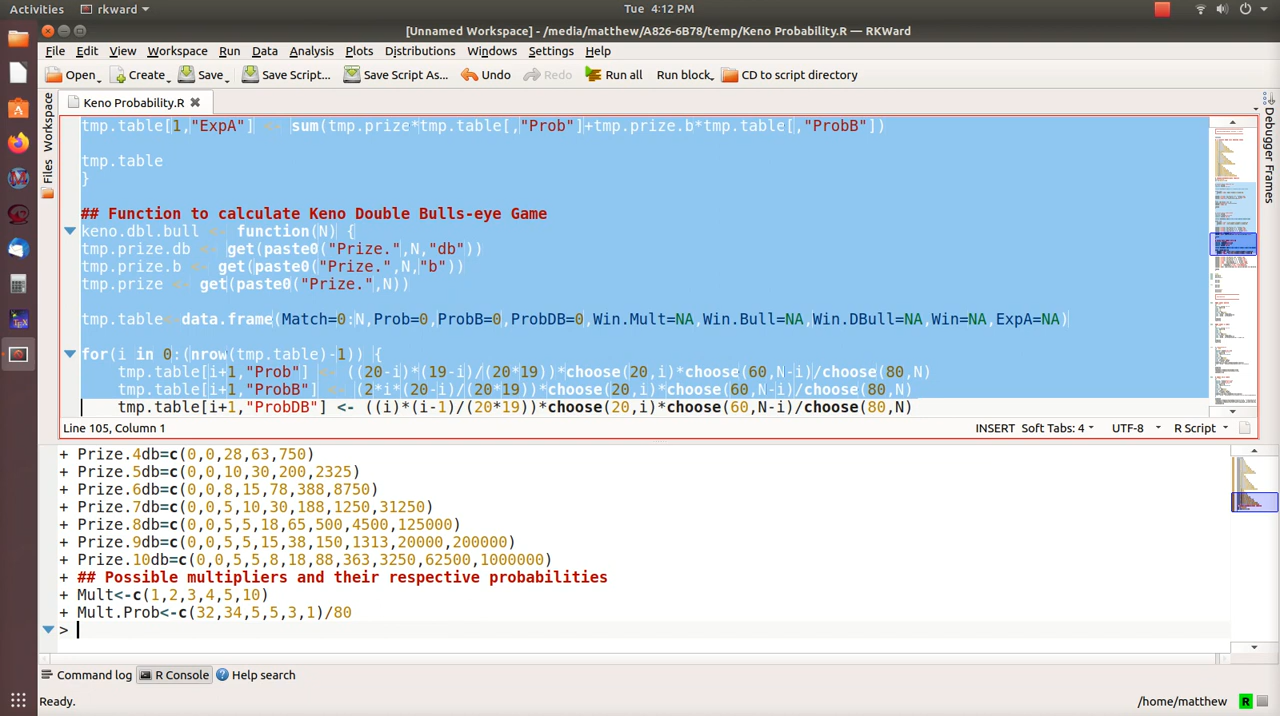 Activities rkward Tue 4:12 PM
[Unnamed Workspace] - /media/matthew/A826-6B78/temp/Keno Probability.R — RKWard
File Edit View Workspace Run Data Analysis Plots Distributions Windows Settings Help
Open Create Save Save Script... Save Script As... Undo Redo Run all Run block CD to script directory
Workspace
Files
Keno Probability.R
tmp.table[1,"ExpA"] <- sum(tmp.prize*tmp.table[,"Prob"]+tmp.prize.b*tmp.table[,"ProbB"])
tmp.table
}
## Function to calculate Keno Double Bulls-eye Game
keno.dbl.bull <- function(N) {
tmp.prize.db <- get(paste0("Prize.",N,"db"))
tmp.prize.b <- get(paste0("Prize.",N,"b"))
tmp.prize <- get(paste0("Prize.",N))
tmp.table<-data.frame(Match=0:N,Prob=0,ProbB=0,ProbDB=0,Win.Mult=NA,Win.Bull=NA,Win.DBull=NA,Win=NA,ExpA=NA)
for(i in 0:(nrow(tmp.table)-1)) {
tmp.table[i+1,"Prob"] <- ((20-i)*(19-i)/(20*19))*choose(20,i)*choose(60,N-i)/choose(80,N)
tmp.table[i+1,"ProbB"] <- (2*i*(20-i)/(20*19))*choose(20,i)*choose(60,N-i)/choose(80,N)
tmp.table[i+1,"ProbDB"] <- ((i)*(i-1)/(20*19))*choose(20,i)*choose(60,N-i)/choose(80,N)
Debugger Frames
Line 105, Column 1 INSERT Soft Tabs: 4 UTF-8 R Script
+ Prize.4db=c(0,0,28,63,750)
+ Prize.5db=c(0,0,10,30,200,2325)
+ Prize.6db=c(0,0,8,15,78,388,8750)
+ Prize.7db=c(0,0,5,10,30,188,1250,31250)
+ Prize.8db=c(0,0,5,5,18,65,500,4500,125000)
+ Prize.9db=c(0,0,5,5,15,38,150,1313,20000,200000)
+ Prize.10db=c(0,0,5,5,8,18,88,363,3250,62500,1000000)
+ ## Possible multipliers and their respective probabilities
+ Mult<-c(1,2,3,4,5,10)
+ Mult.Prob<-c(32,34,5,5,3,1)/80
>
Command log R Console Help search
Ready. /home/matthew R